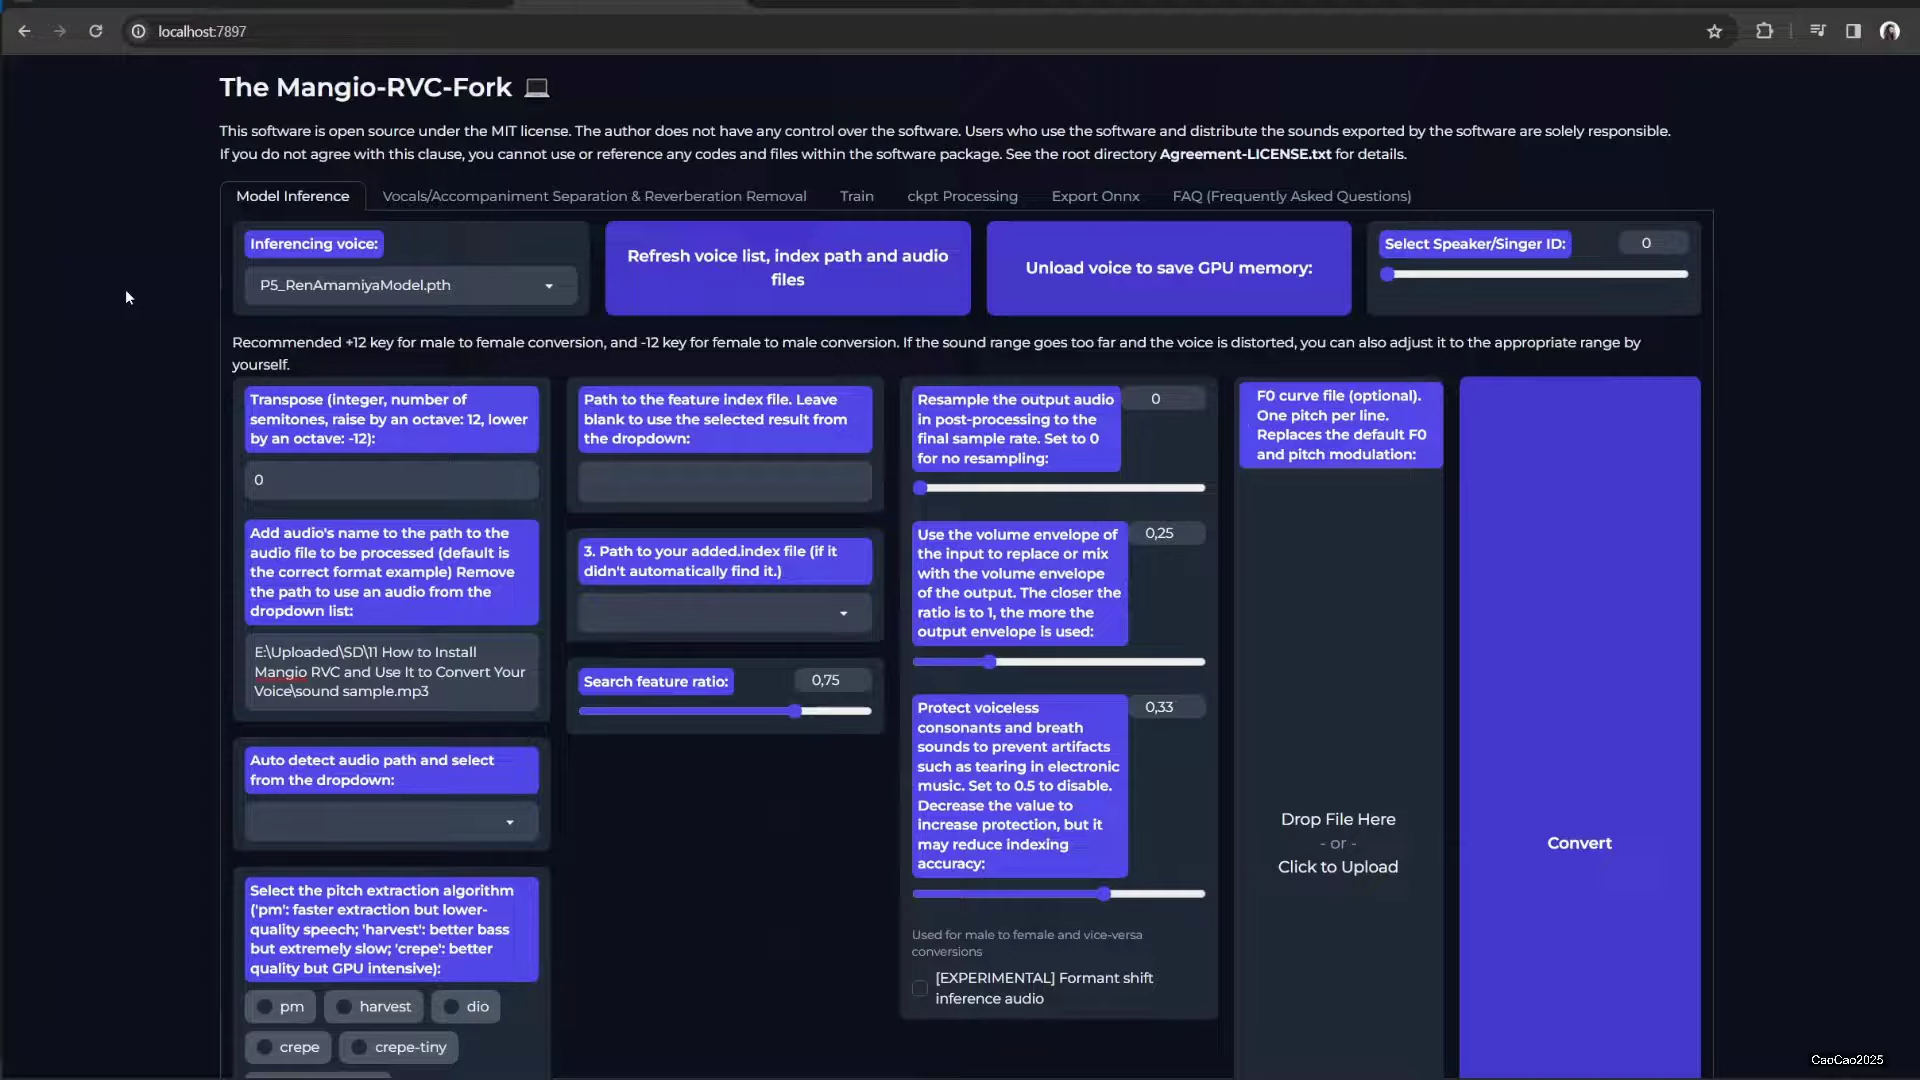 localhost:7897
The Mangio-RVC-Fork 💻
This software is open source under the MIT license. The author does not have any control over the software. Users who use the software and distribute the sounds exported by the software are solely responsible.
If you do not agree with this clause, you cannot use or reference any codes and files within the software package. See the root directory Agreement-LICENSE.txt for details.
Model Inference
Vocals/Accompaniment Separation & Reverberation Removal
Train
ckpt Processing
Export Onnx
FAQ (Frequently Asked Questions)
Inferencing voice:
P5_RenAmamiyaModel.pth
Refresh voice list, index path and audio
files
Unload voice to save GPU memory:
Select Speaker/Singer ID:
0
Recommended +12 key for male to female conversion, and -12 key for female to male conversion. If the sound range goes too far and the voice is distorted, you can also adjust it to the appropriate range by
yourself.
Transpose (integer, number of
semitones, raise by an octave: 12, lower
by an octave: -12):
0
Add audio's name to the path to the
audio file to be processed (default is
the correct format example) Remove
the path to use an audio from the
dropdown list:
E:\Uploaded\SD\11 How to Install
Mangio RVC and Use It to Convert Your
Voice\sound sample.mp3
Auto detect audio path and select
from the dropdown:
Select the pitch extraction algorithm
('pm': faster extraction but lower-
quality speech; 'harvest': better bass
but extremely slow; 'crepe': better
quality but GPU intensive):
pm
harvest
dio
crepe
crepe-tiny
Path to the feature index file. Leave
blank to use the selected result from
the dropdown:
3. Path to your added.index file (if it
didn't automatically find it.)
Search feature ratio:
0,75
Resample the output audio
in post-processing to the
final sample rate. Set to 0
for no resampling:
0
Use the volume envelope of
the input to replace or mix
with the volume envelope
of the output. The closer the
ratio is to 1, the more the
output envelope is used:
0,25
Protect voiceless
consonants and breath
sounds to prevent artifacts
such as tearing in electronic
music. Set to 0.5 to disable.
Decrease the value to
increase protection, but it
may reduce indexing
accuracy:
0,33
Used for male to female and vice-versa
conversions
[EXPERIMENTAL] Formant shift
inference audio
F0 curve file (optional).
One pitch per line.
Replaces the default F0
and pitch modulation:
Drop File Here
- or -
Click to Upload
Convert
CaoCao2025